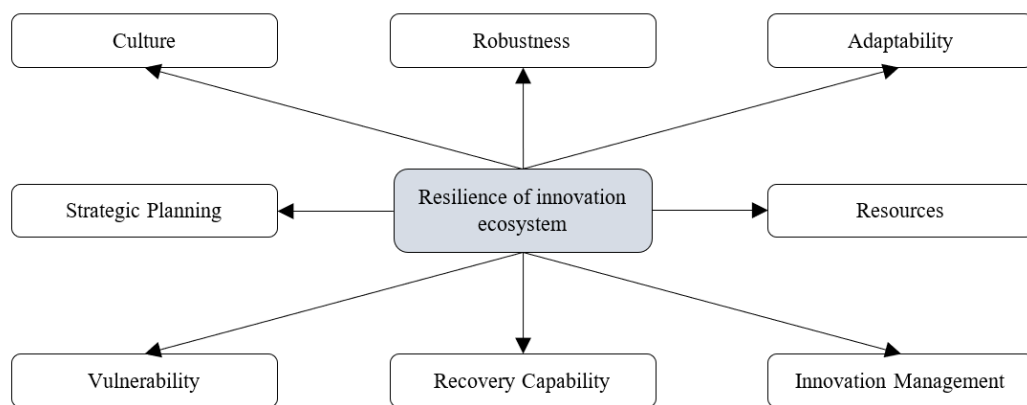 Culture
Robustness
Adaptability
Strategic Planning
Resilience of innovation
ecosystem
Resources
Vulnerability
Recovery Capability
Innovation Management